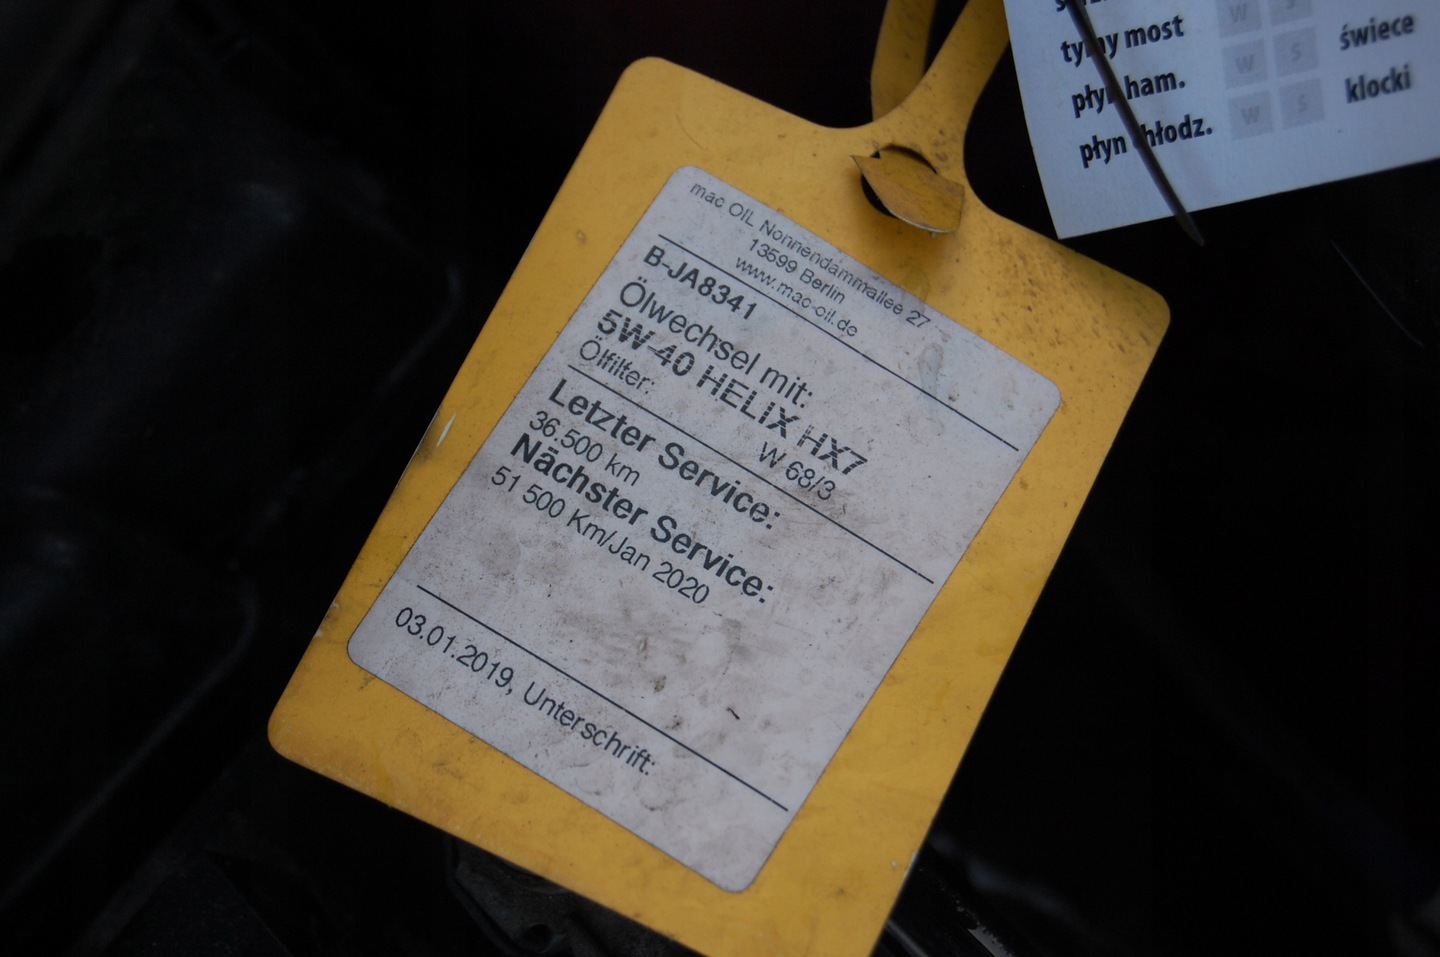 mac OIL Nonnendammallee 27
13599 Berlin
www.mac-oil.de
B-JA8341
Ölwechsel mit:
5W-40 HELIX HX7
Ölfilter: W 68/3
Letzter Service:
36.500 km
Nächster Service:
51 500 Km/Jan 2020
03.01.2019, Unterschrift:
W S
tylny most W S świece
płyn ham. W S klocki
płyn chłodz.